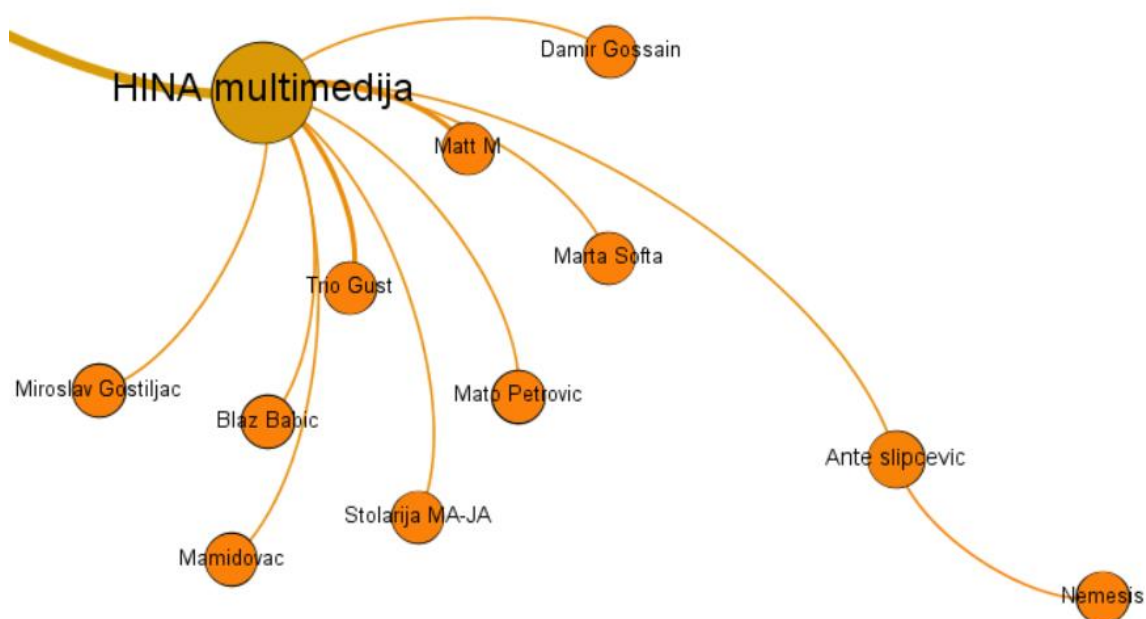 Damir Gossain
HINA multimedija
Matt M
Marta Softa
Trio Gust
Miroslav Gostiljac
Mato Petrovic
Blaz Babic
Ante slipcevic
Stolarija MA-JA
Mamidovac
Nemesis